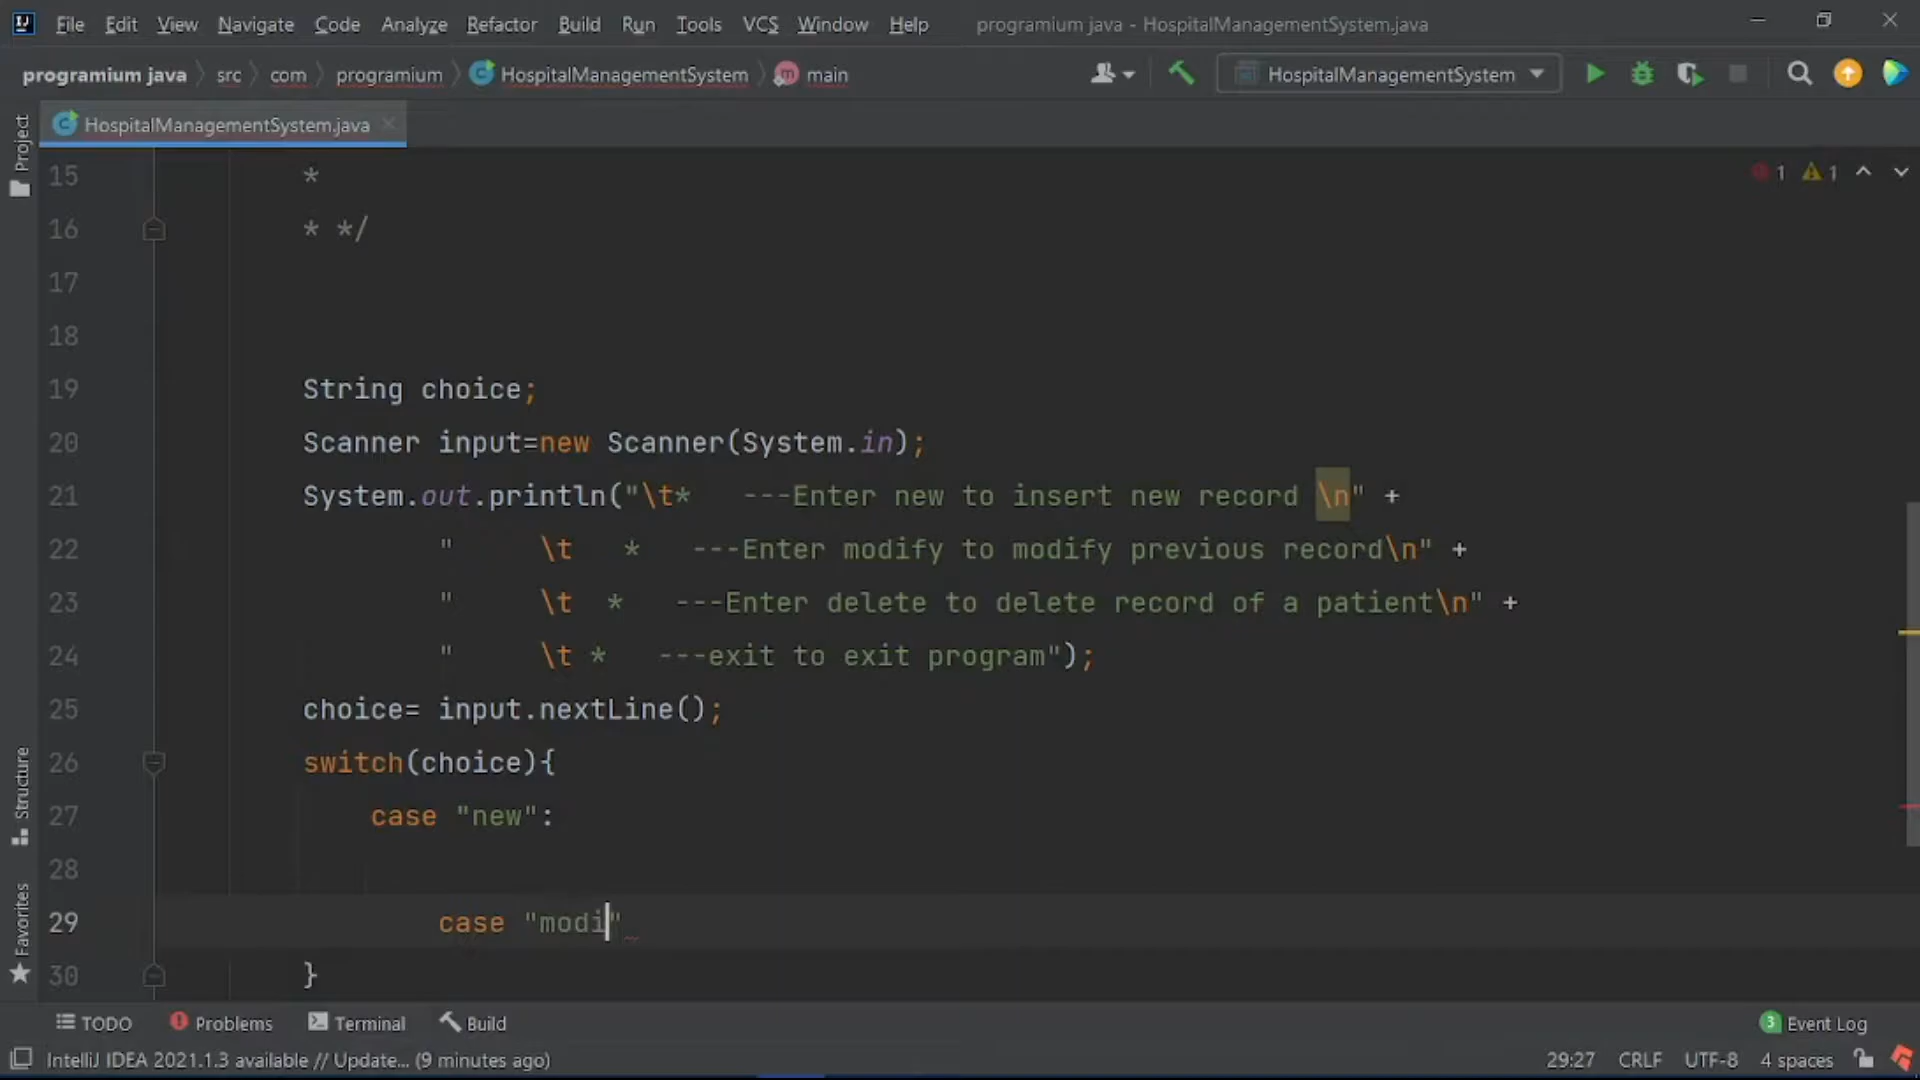 File Edit View Navigate Code Analyze Refactor Build Run Tools VCS Window Help programium java - HospitalManagementSystem.java
programium java src com programium HospitalManagementSystem main HospitalManagementSystem
HospitalManagementSystem.java
Project
1 1
15 *
16 * */
17
18
19 String choice;
20 Scanner input=new Scanner(System.in);
21 System.out.println("\t*   ---Enter new to insert new record \n" +
22 "     \t   *   ---Enter modify to modify previous record\n" +
23 "     \t  *   ---Enter delete to delete record of a patient\n" +
24 "     \t *   ---exit to exit program");
25 choice= input.nextLine();
26 switch(choice){
27 case "new":
28
29 case "modi"
30 }
Structure
Favorites
TODO Problems Terminal Build 3 Event Log
IntelliJ IDEA 2021.1.3 available // Update... (9 minutes ago) 29:27 CRLF UTF-8 4 spaces